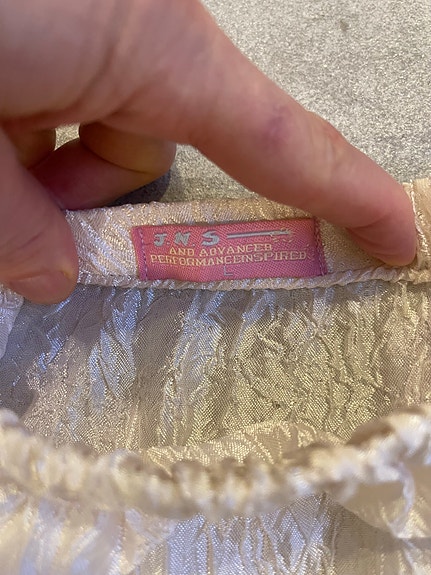 JNS
AND ADVANCED
PERFORMANCEINSPIRED
L